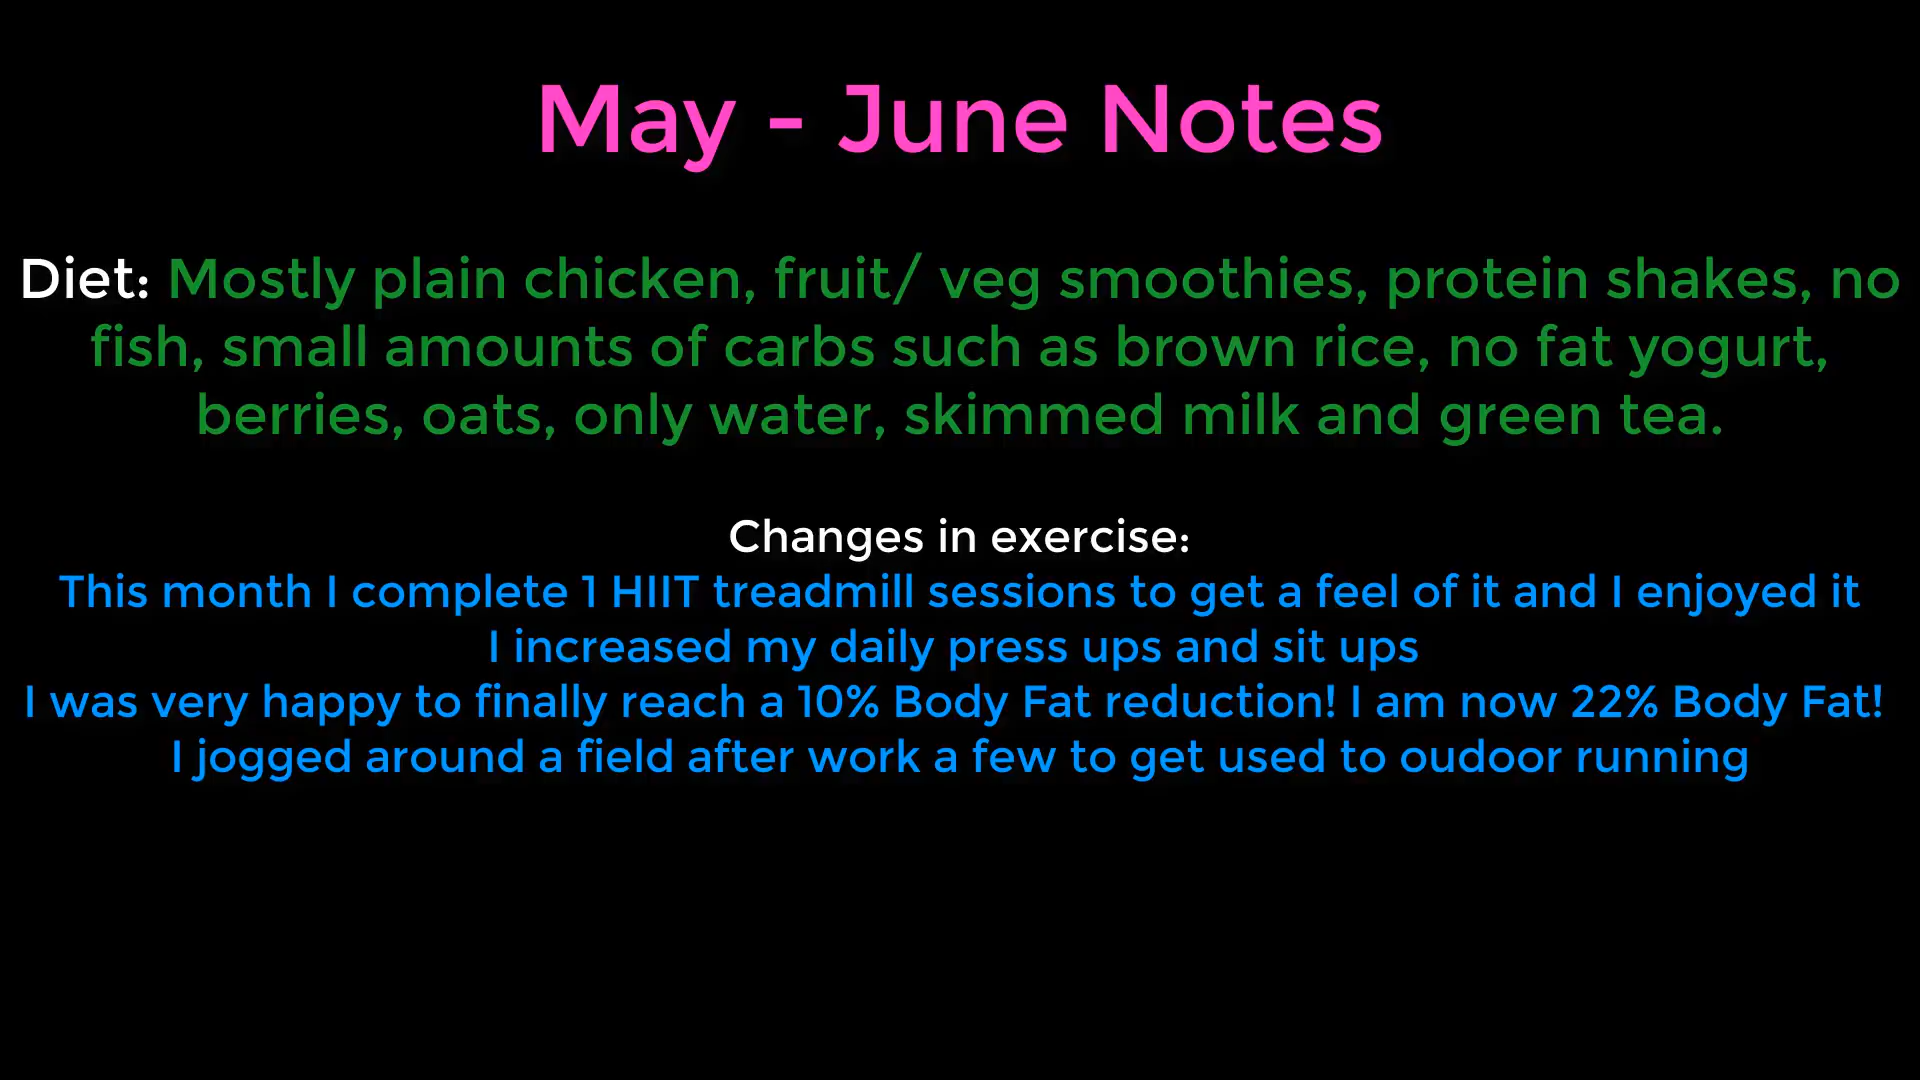 May - June Notes
Diet: Mostly plain chicken, fruit/ veg smoothies, protein shakes, no
fish, small amounts of carbs such as brown rice, no fat yogurt,
berries, oats, only water, skimmed milk and green tea.
Changes in exercise:
This month I complete 1 HIIT treadmill sessions to get a feel of it and I enjoyed it
I increased my daily press ups and sit ups
I was very happy to finally reach a 10% Body Fat reduction! I am now 22% Body Fat!
I jogged around a field after work a few to get used to oudoor running